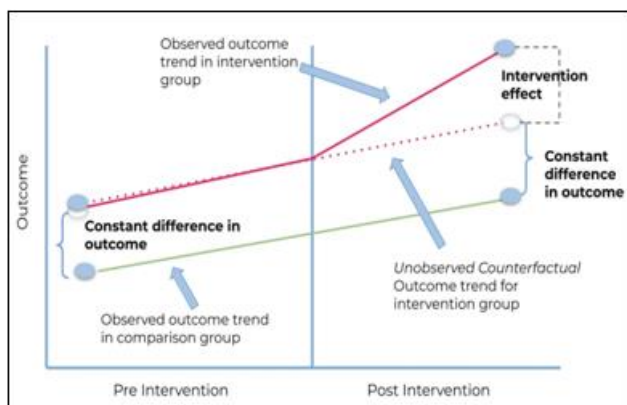 Observed outcome
trend in intervention
group
Intervention
effect
Constant
difference
in outcome
Constant difference in
outcome
Outcome
Unobserved Counterfactual
Outcome trend for
intervention group
Observed outcome trend
in comparison group
Pre Intervention
Post Intervention